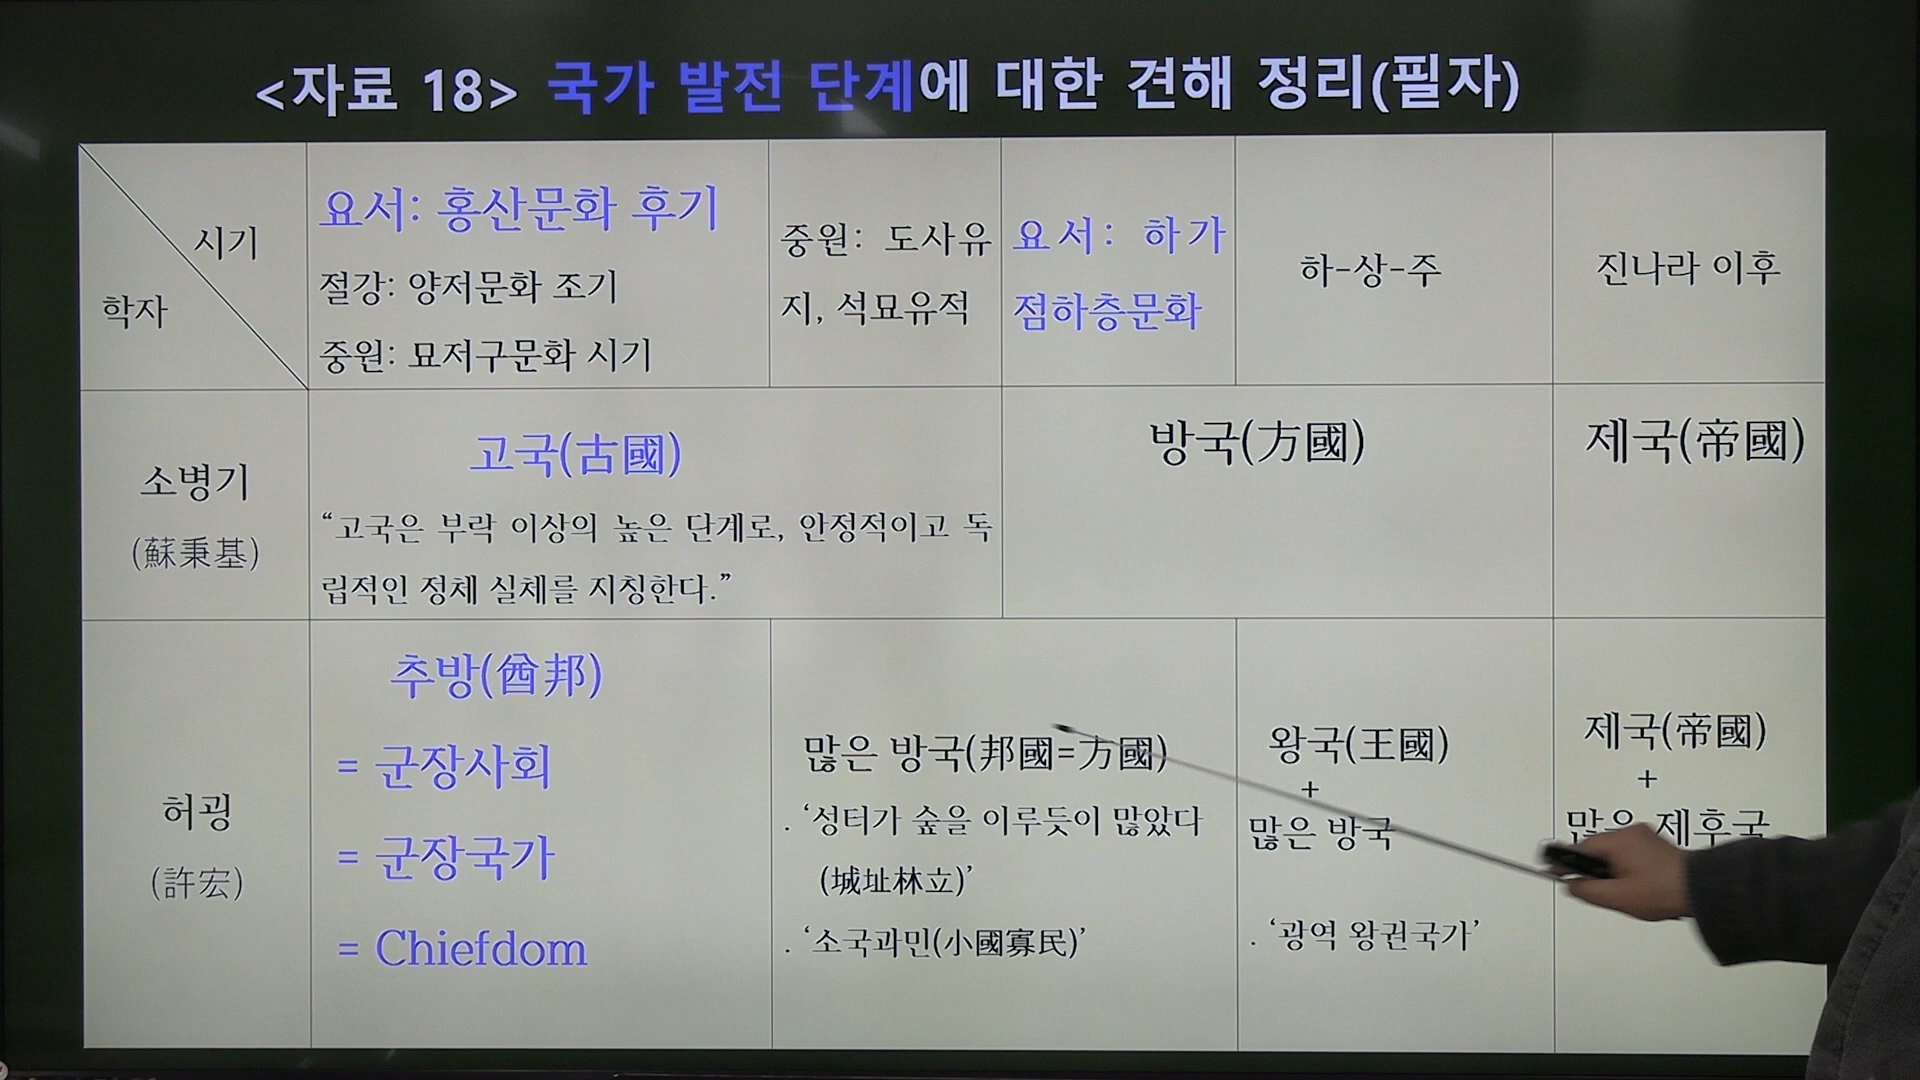 <자료 18> 국가 발전 단계에 대한 견해 정리(필자)
시기
학자
요서: 홍산문화 후기
절강: 양저문화 조기
중원: 묘저구문화 시기
중원: 도사유
지, 석묘유적
요서: 하가
점하층문화
하-상-주
진나라 이후
소병기
(蘇秉基)
고국(古國)
“고국은 부락 이상의 높은 단계로, 안정적이고 독
립적인 정체 실체를 지칭한다.”
방국(方國)
제국(帝國)
허굉
(許宏)
추방(酋邦)
= 군장사회
= 군장국가
= Chiefdom
많은 방국(邦國=方國)
. ‘성터가 숲을 이루듯이 많았다
(城址林立)’
. ‘소국과민(小國寡民)’
왕국(王國)
+
많은 방국
. ‘광역 왕권국가’
제국(帝國)
+
많은 제후국